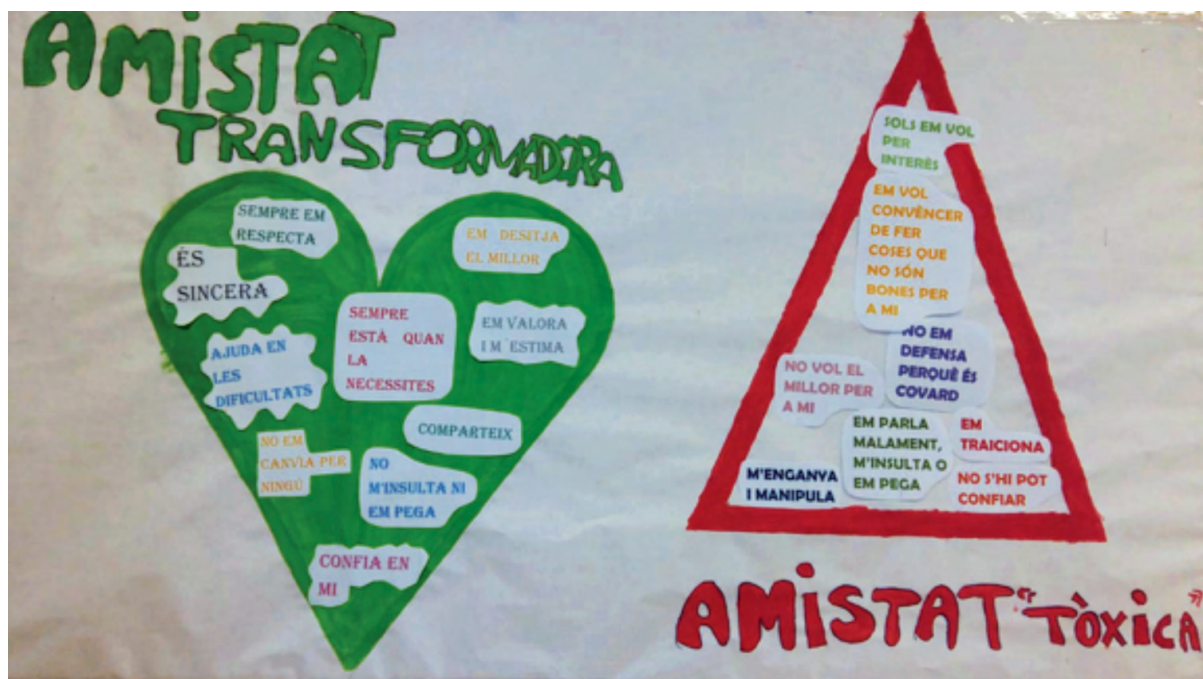 AMISTAT
TRANSFORMADORA
SEMPRE EM
RESPECTA
ÉS
SINCERA
EM DESITJA
EL MILLOR
SEMPRE
ESTÀ QUAN
LA
NECESSITES
EM VALORA
I M´ESTIMA
AJUDA EN
LES
DIFICULTATS
COMPARTEIX
NO EM
CANVIA PER
NINGÚ
NO
M'INSULTA NI
EM PEGA
CONFIA EN
MI
SOLS EM VOL
PER
INTERÈS
EM VOL
CONVÈNCER
DE FER
COSES QUE
NO SÓN
BONES PER
A MI
NO EM
DEFENSA
PERQUÈ ÉS
COVARD
NO VOL EL
MILLOR PER
A MI
EM PARLA
MALAMENT,
M'INSULTA O
EM PEGA
EM
TRAICIONA
M'ENGANYA
I MANIPULA
NO S'HI POT
CONFIAR
AMISTAT "TÒXICA"